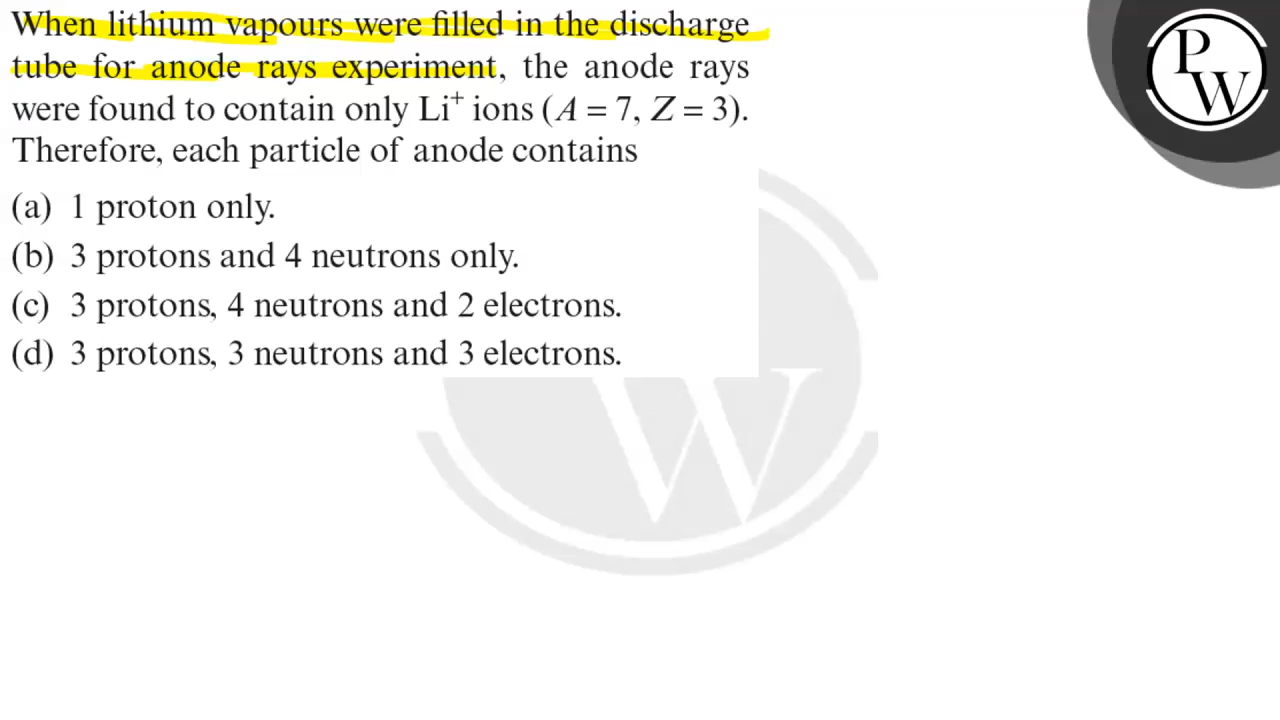 When lithium vapours were filled in the discharge
tube for anode rays experiment, the anode rays
were found to contain only Li⁺ ions (A = 7, Z = 3).
Therefore, each particle of anode contains
(a) 1 proton only.
(b) 3 protons and 4 neutrons only.
(c) 3 protons, 4 neutrons and 2 electrons.
(d) 3 protons, 3 neutrons and 3 electrons.
P
W
W